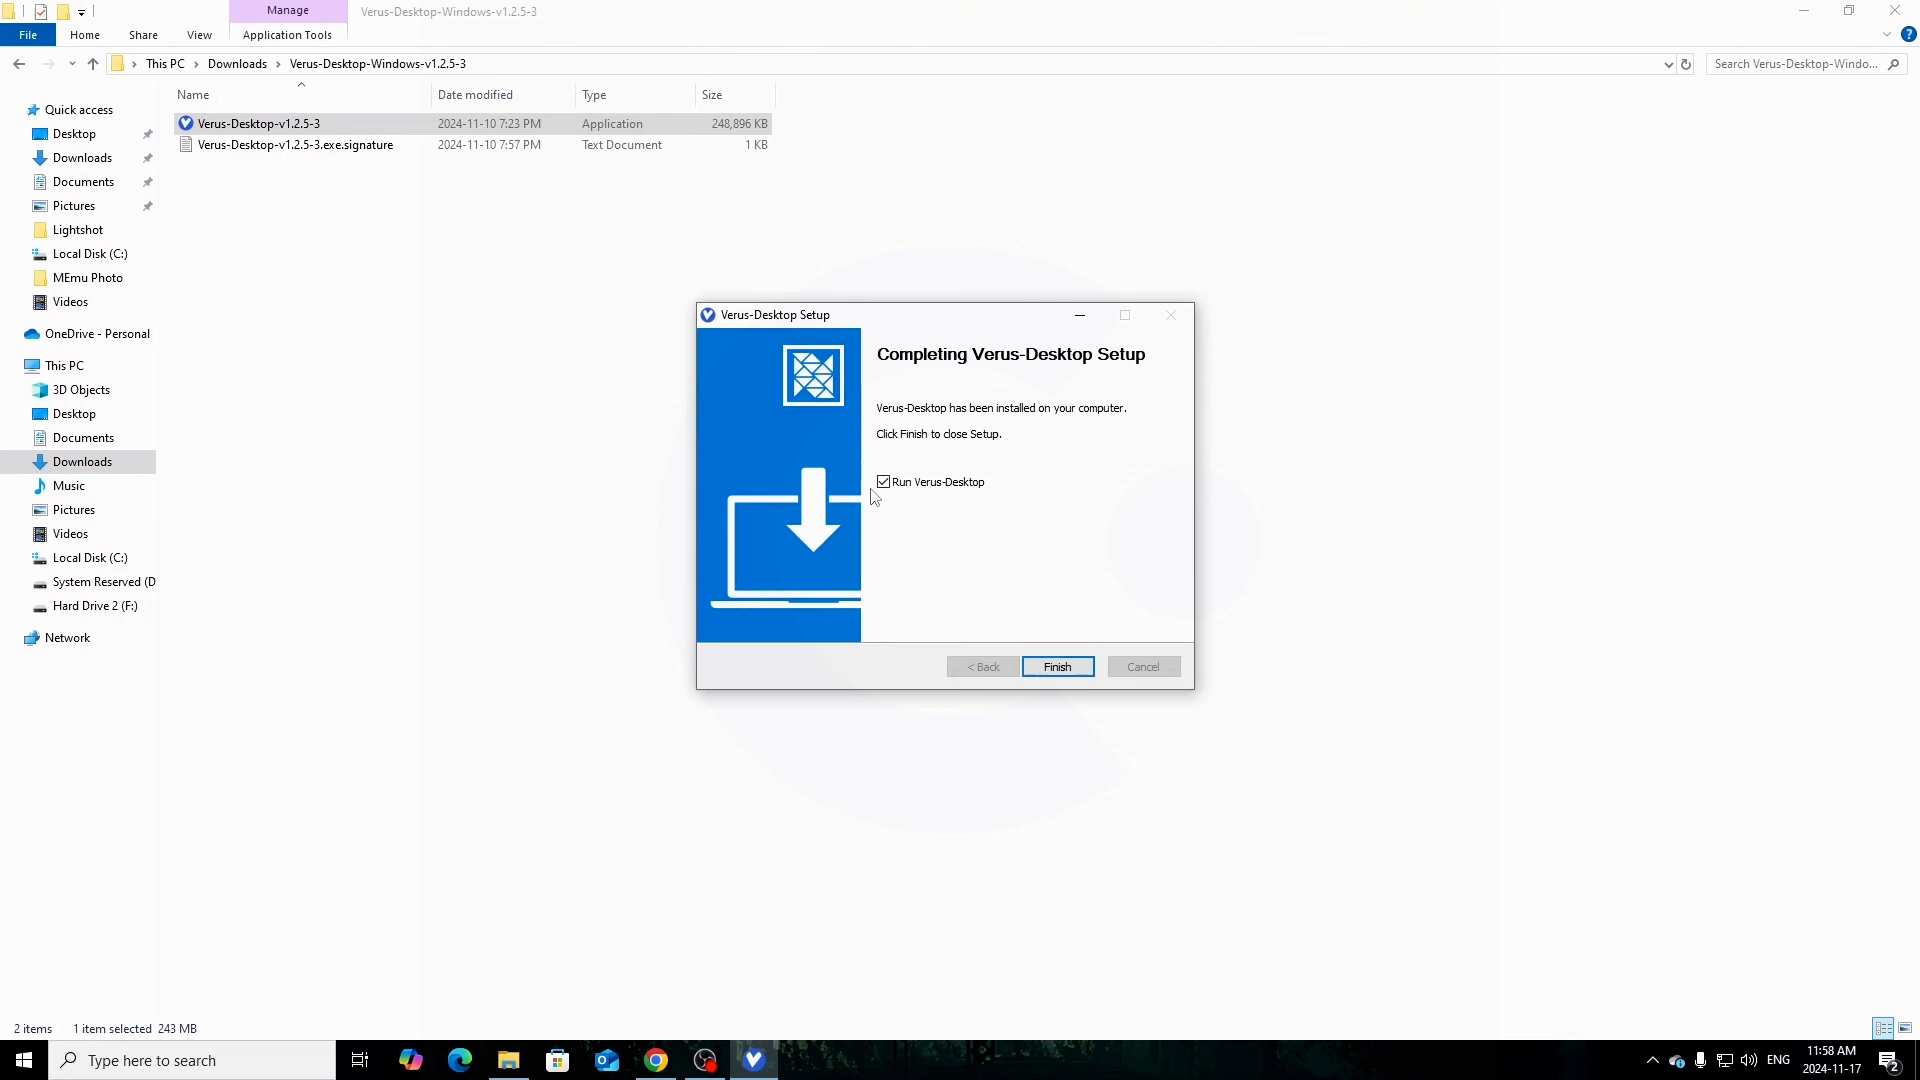 Manage
Verus-Desktop-Windows-v1.2.5-3
File
Home
Share
View
Application Tools
This PC
Downloads
Verus-Desktop-Windows-v1.2.5-3
Search Verus-Desktop-Windo...
Name
Date modified
Type
Size
Verus-Desktop-v1.2.5-3
2024-11-10 7:23 PM
Application
248,896 KB
Verus-Desktop-v1.2.5-3.exe.signature
2024-11-10 7:57 PM
Text Document
1 KB
Quick access
Desktop
Downloads
Documents
Pictures
Lightshot
Local Disk (C:)
MEmu Photo
Videos
OneDrive - Personal
This PC
3D Objects
Desktop
Documents
Downloads
Music
Pictures
Videos
Local Disk (C:)
System Reserved (D
Hard Drive 2 (F:)
Network
Verus-Desktop Setup
Completing Verus-Desktop Setup
Verus-Desktop has been installed on your computer.
Click Finish to close Setup.
Run Verus-Desktop
< Back
Finish
Cancel
2 items
1 item selected 243 MB
Type here to search
ENG
11:58 AM
2024-11-17
2